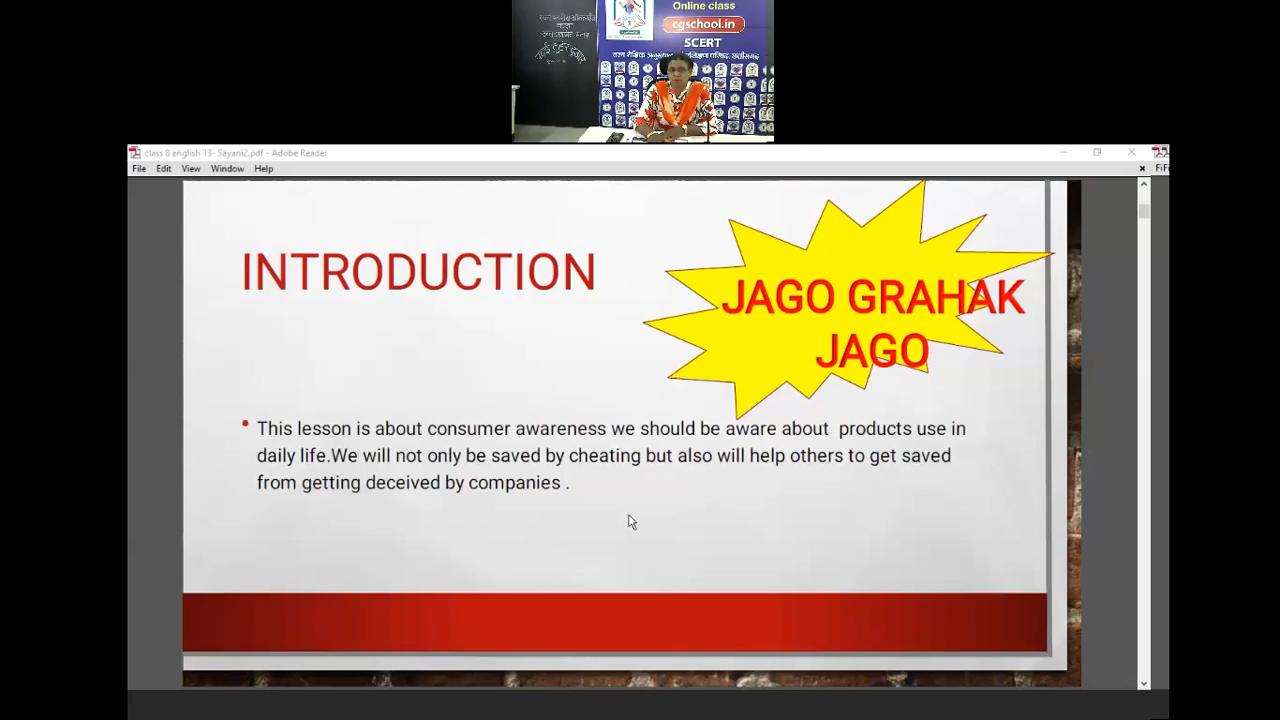 Online class
cgschool.in
SCERT
class 8 english 13- Sayani2.pdf - Adobe Reader
File Edit View Window Help
FiFi
INTRODUCTION
JAGO GRAHAK
JAGO
• This lesson is about consumer awareness we should be aware about products use in
daily life.We will not only be saved by cheating but also will help others to get saved
from getting deceived by companies .